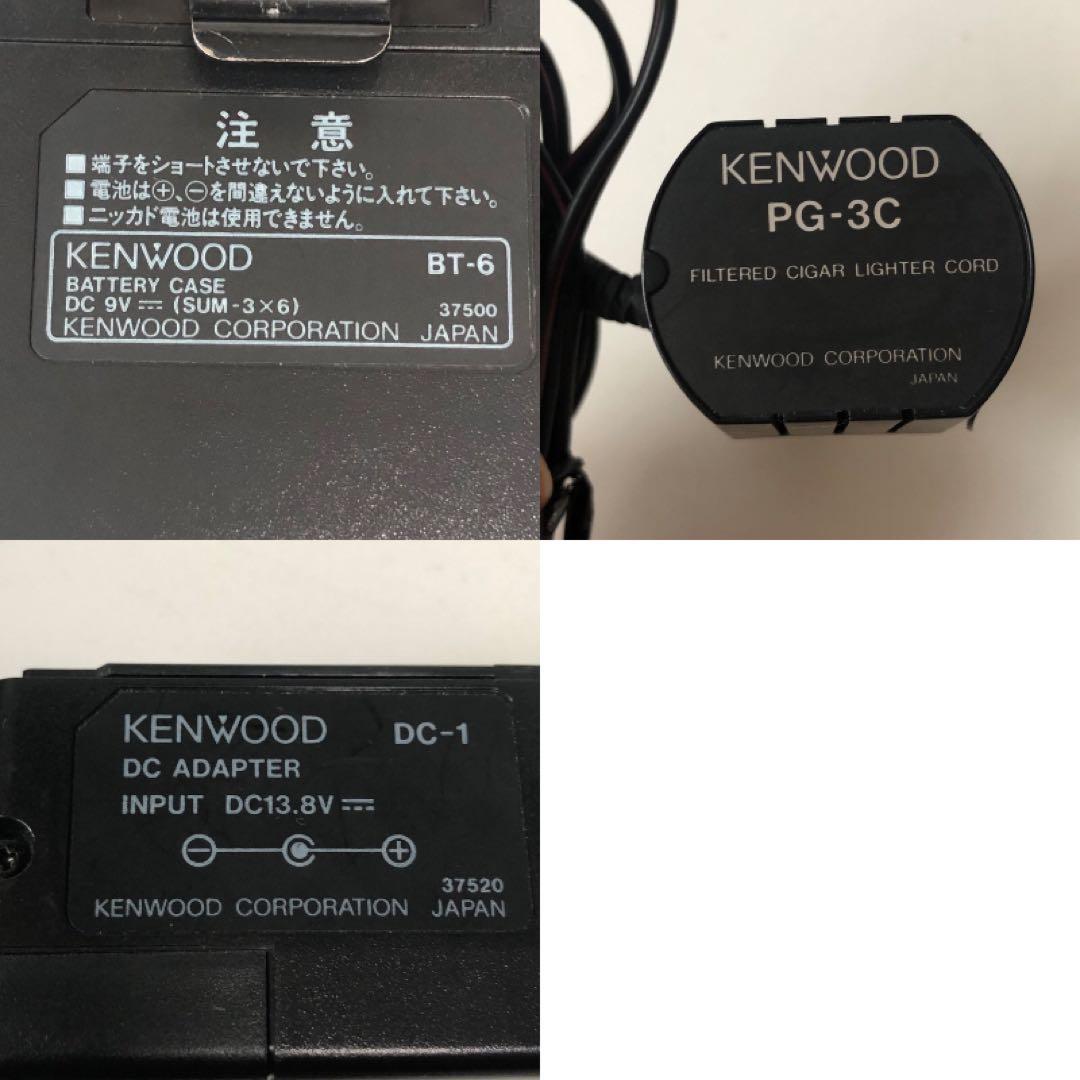 注 意
■端子をショートさせないで下さい。
■電池は⊕、⊖を間違えないように入れて下さい。
■ニッカド電池は使用できません。
KENWOOD BT-6
BATTERY CASE
DC 9V ⎓ (SUM-3×6) 37500
KENWOOD CORPORATION JAPAN
KENWOOD
PG-3C
FILTERED CIGAR LIGHTER CORD
KENWOOD CORPORATION
JAPAN
KENWOOD DC-1
DC ADAPTER
INPUT DC13.8V ⎓
37520
KENWOOD CORPORATION JAPAN